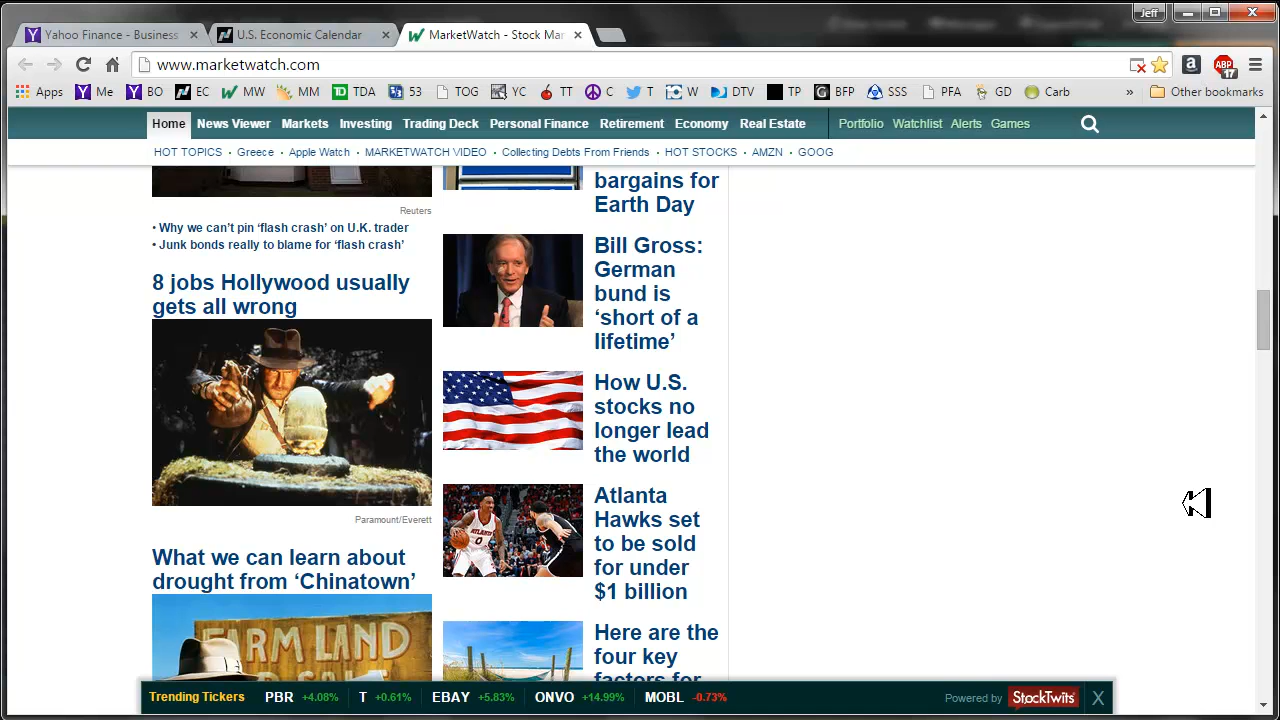 Jeff
Yahoo Finance - Business
U.S. Economic Calendar
MarketWatch - Stock Mar
www.marketwatch.com
ABP
17
Apps Me BO EC MW MM TDA 53 TOG YC TT C T W DTV TP BFP SSS PFA GD Carb » Other bookmarks
Home News Viewer Markets Investing Trading Deck Personal Finance Retirement Economy Real Estate Portfolio Watchlist Alerts Games
HOT TOPICS · Greece · Apple Watch · MARKETWATCH VIDEO · Collecting Debts From Friends · HOT STOCKS · AMZN · GOOG
Reuters
• Why we can't pin ‘flash crash’ on U.K. trader
• Junk bonds really to blame for ‘flash crash’
8 jobs Hollywood usually
gets all wrong
Paramount/Everett
What we can learn about
drought from ‘Chinatown’
FARM LAND
bargains for
Earth Day
Bill Gross:
German
bund is
‘short of a
lifetime’
How U.S.
stocks no
longer lead
the world
Atlanta
Hawks set
to be sold
for under
$1 billion
ATLANTA
0
Here are the
four key
Trending Tickers PBR +4.08% T +0.61% EBAY +5.83% ONVO +14.99% MOBL -0.73% Powered by StockTwits X